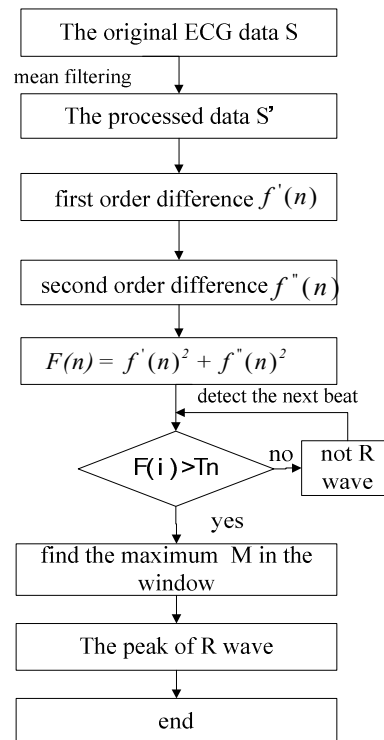 The original ECG data S
mean filtering
The processed data S'
first order difference f'(n)
second order difference f"(n)
F(n) = f'(n)² + f"(n)²
detect the next beat
F(i)>Tn
no
not R
wave
yes
find the maximum M in the
window
The peak of R wave
end